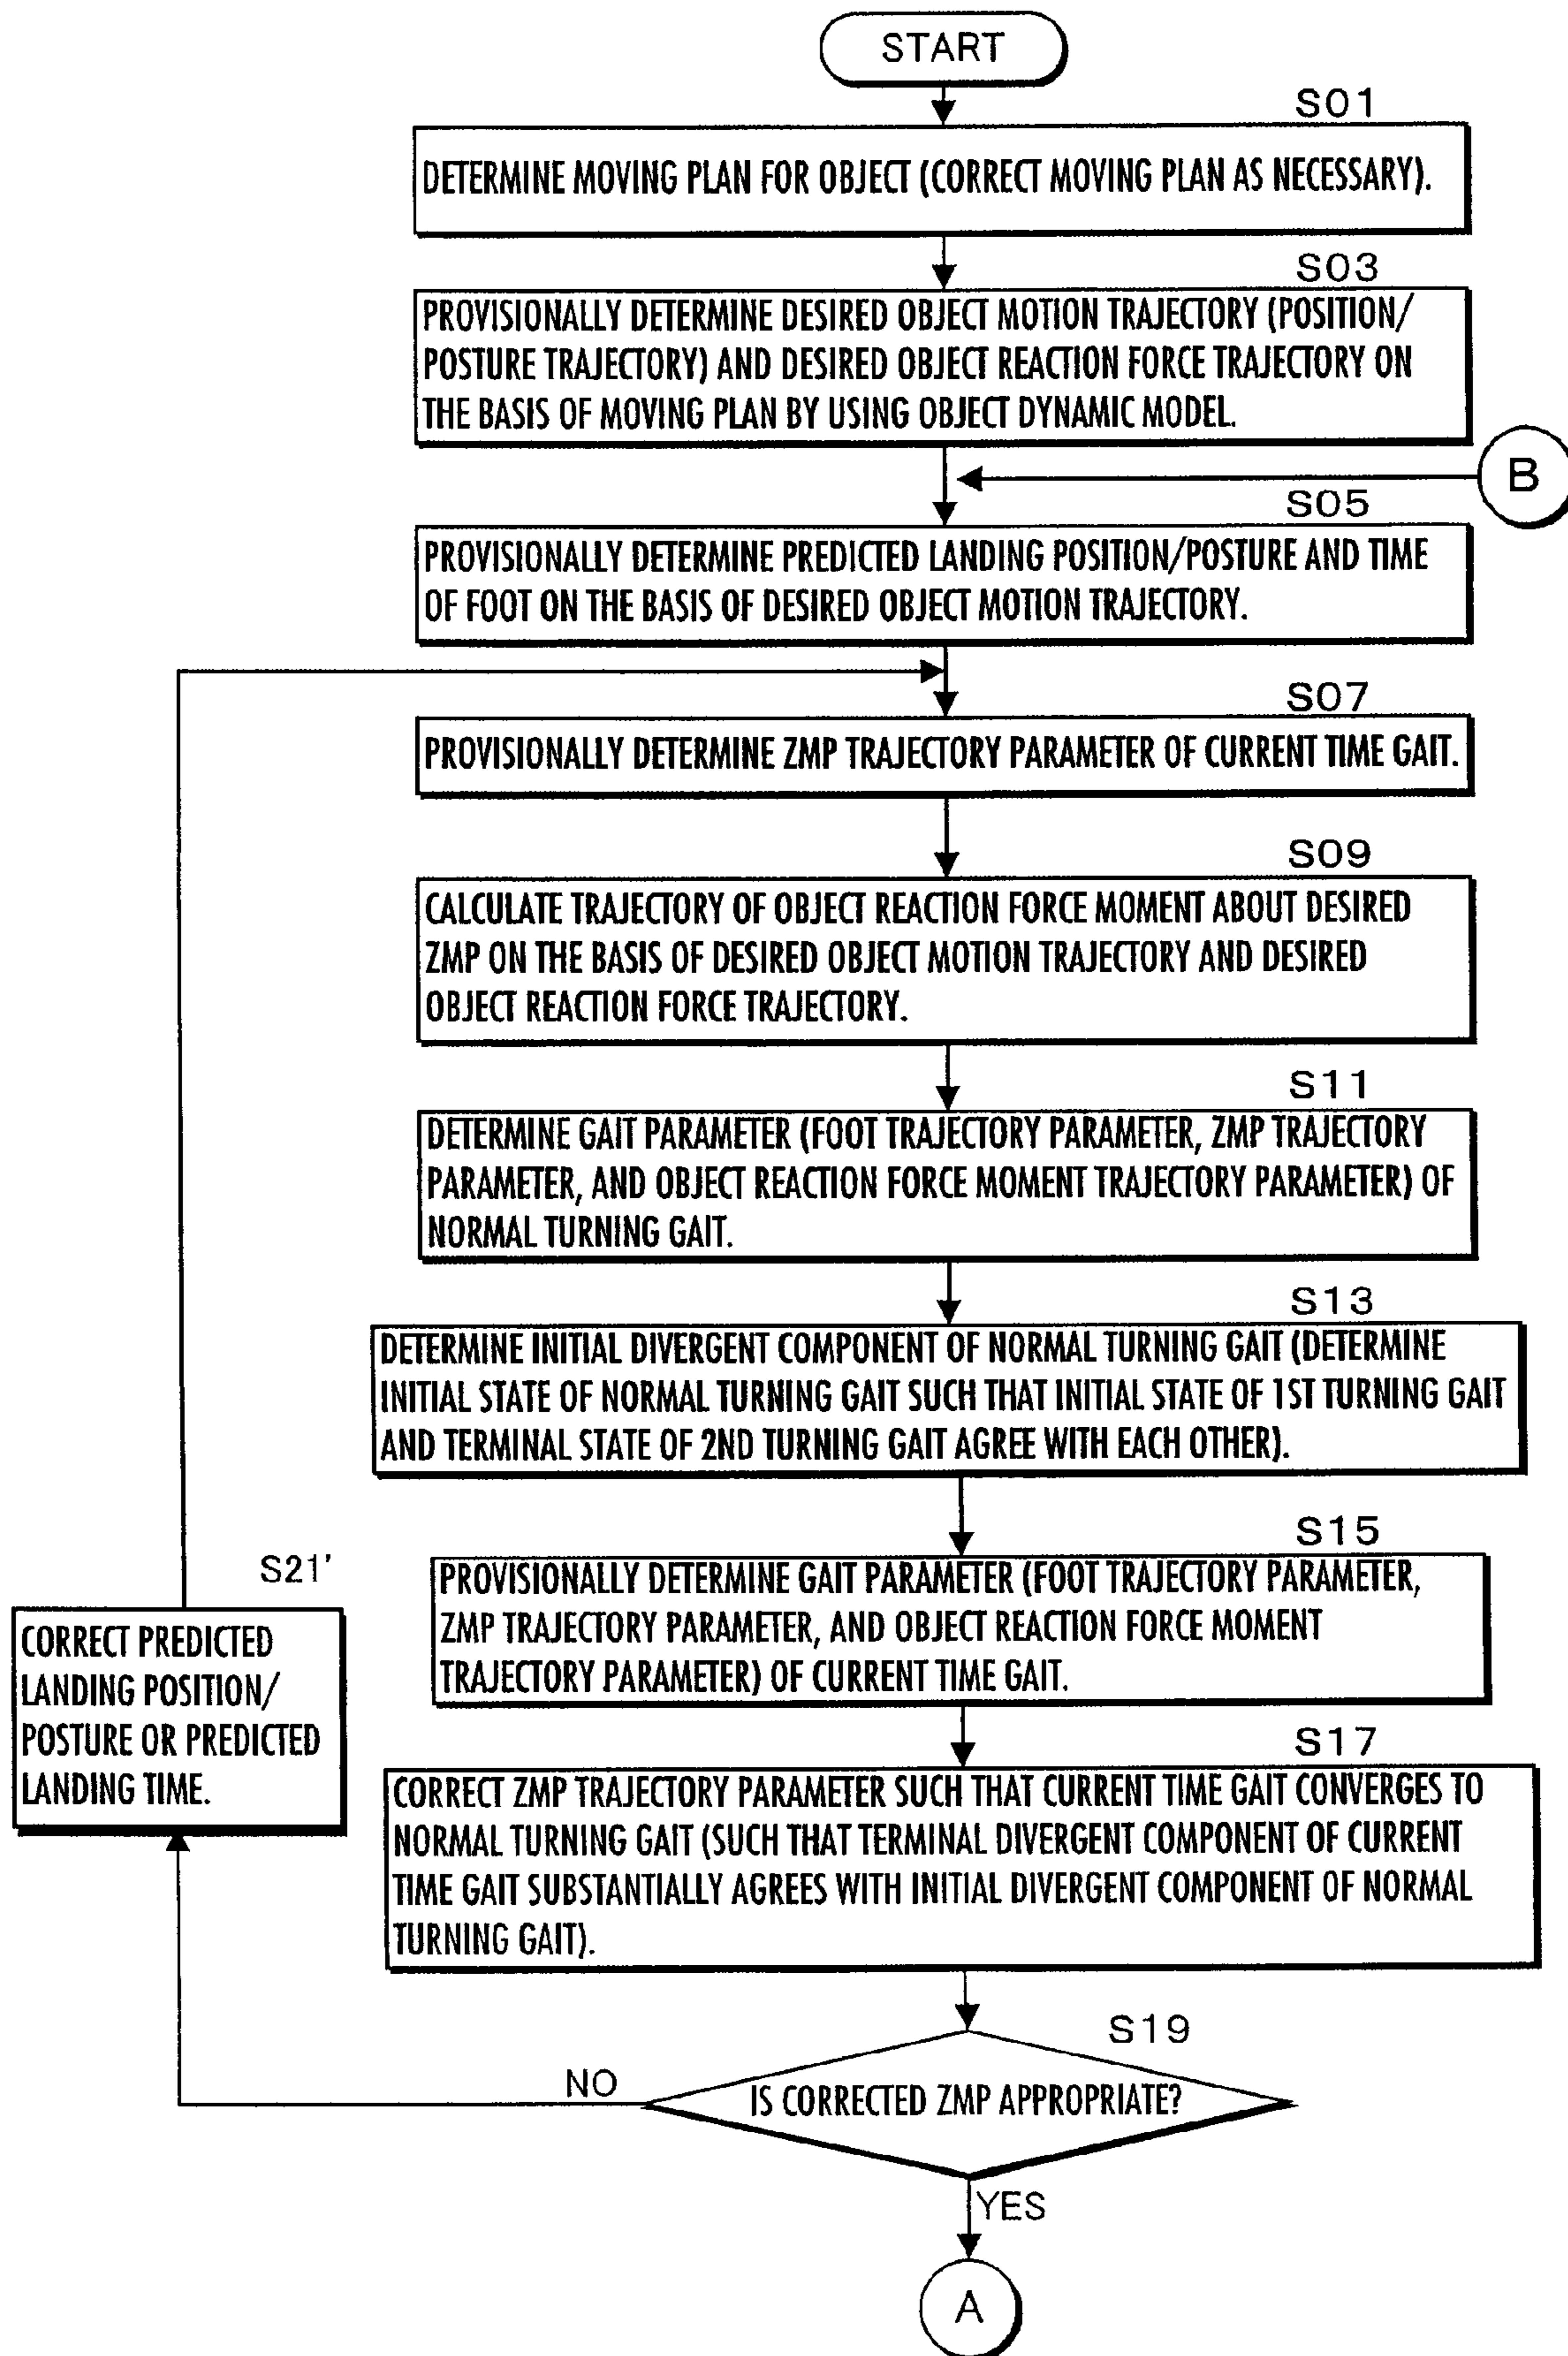 START
S01
DETERMINE MOVING PLAN FOR OBJECT (CORRECT MOVING PLAN AS NECESSARY).
S03
PROVISIONALLY DETERMINE DESIRED OBJECT MOTION TRAJECTORY (POSITION/
POSTURE TRAJECTORY) AND DESIRED OBJECT REACTION FORCE TRAJECTORY ON
THE BASIS OF MOVING PLAN BY USING OBJECT DYNAMIC MODEL.
B
S05
PROVISIONALLY DETERMINE PREDICTED LANDING POSITION/POSTURE AND TIME
OF FOOT ON THE BASIS OF DESIRED OBJECT MOTION TRAJECTORY.
S07
PROVISIONALLY DETERMINE ZMP TRAJECTORY PARAMETER OF CURRENT TIME GAIT.
S09
CALCULATE TRAJECTORY OF OBJECT REACTION FORCE MOMENT ABOUT DESIRED
ZMP ON THE BASIS OF DESIRED OBJECT MOTION TRAJECTORY AND DESIRED
OBJECT REACTION FORCE TRAJECTORY.
S11
DETERMINE GAIT PARAMETER (FOOT TRAJECTORY PARAMETER, ZMP TRAJECTORY
PARAMETER, AND OBJECT REACTION FORCE MOMENT TRAJECTORY PARAMETER) OF
NORMAL TURNING GAIT.
S13
DETERMINE INITIAL DIVERGENT COMPONENT OF NORMAL TURNING GAIT (DETERMINE
INITIAL STATE OF NORMAL TURNING GAIT SUCH THAT INITIAL STATE OF 1ST TURNING GAIT
AND TERMINAL STATE OF 2ND TURNING GAIT AGREE WITH EACH OTHER).
S15
PROVISIONALLY DETERMINE GAIT PARAMETER (FOOT TRAJECTORY PARAMETER,
ZMP TRAJECTORY PARAMETER, AND OBJECT REACTION FORCE MOMENT
TRAJECTORY PARAMETER) OF CURRENT TIME GAIT.
S21'
CORRECT PREDICTED
LANDING POSITION/
POSTURE OR PREDICTED
LANDING TIME.
S17
CORRECT ZMP TRAJECTORY PARAMETER SUCH THAT CURRENT TIME GAIT CONVERGES TO
NORMAL TURNING GAIT (SUCH THAT TERMINAL DIVERGENT COMPONENT OF CURRENT
TIME GAIT SUBSTANTIALLY AGREES WITH INITIAL DIVERGENT COMPONENT OF NORMAL
TURNING GAIT).
S19
NO
IS CORRECTED ZMP APPROPRIATE?
YES
A